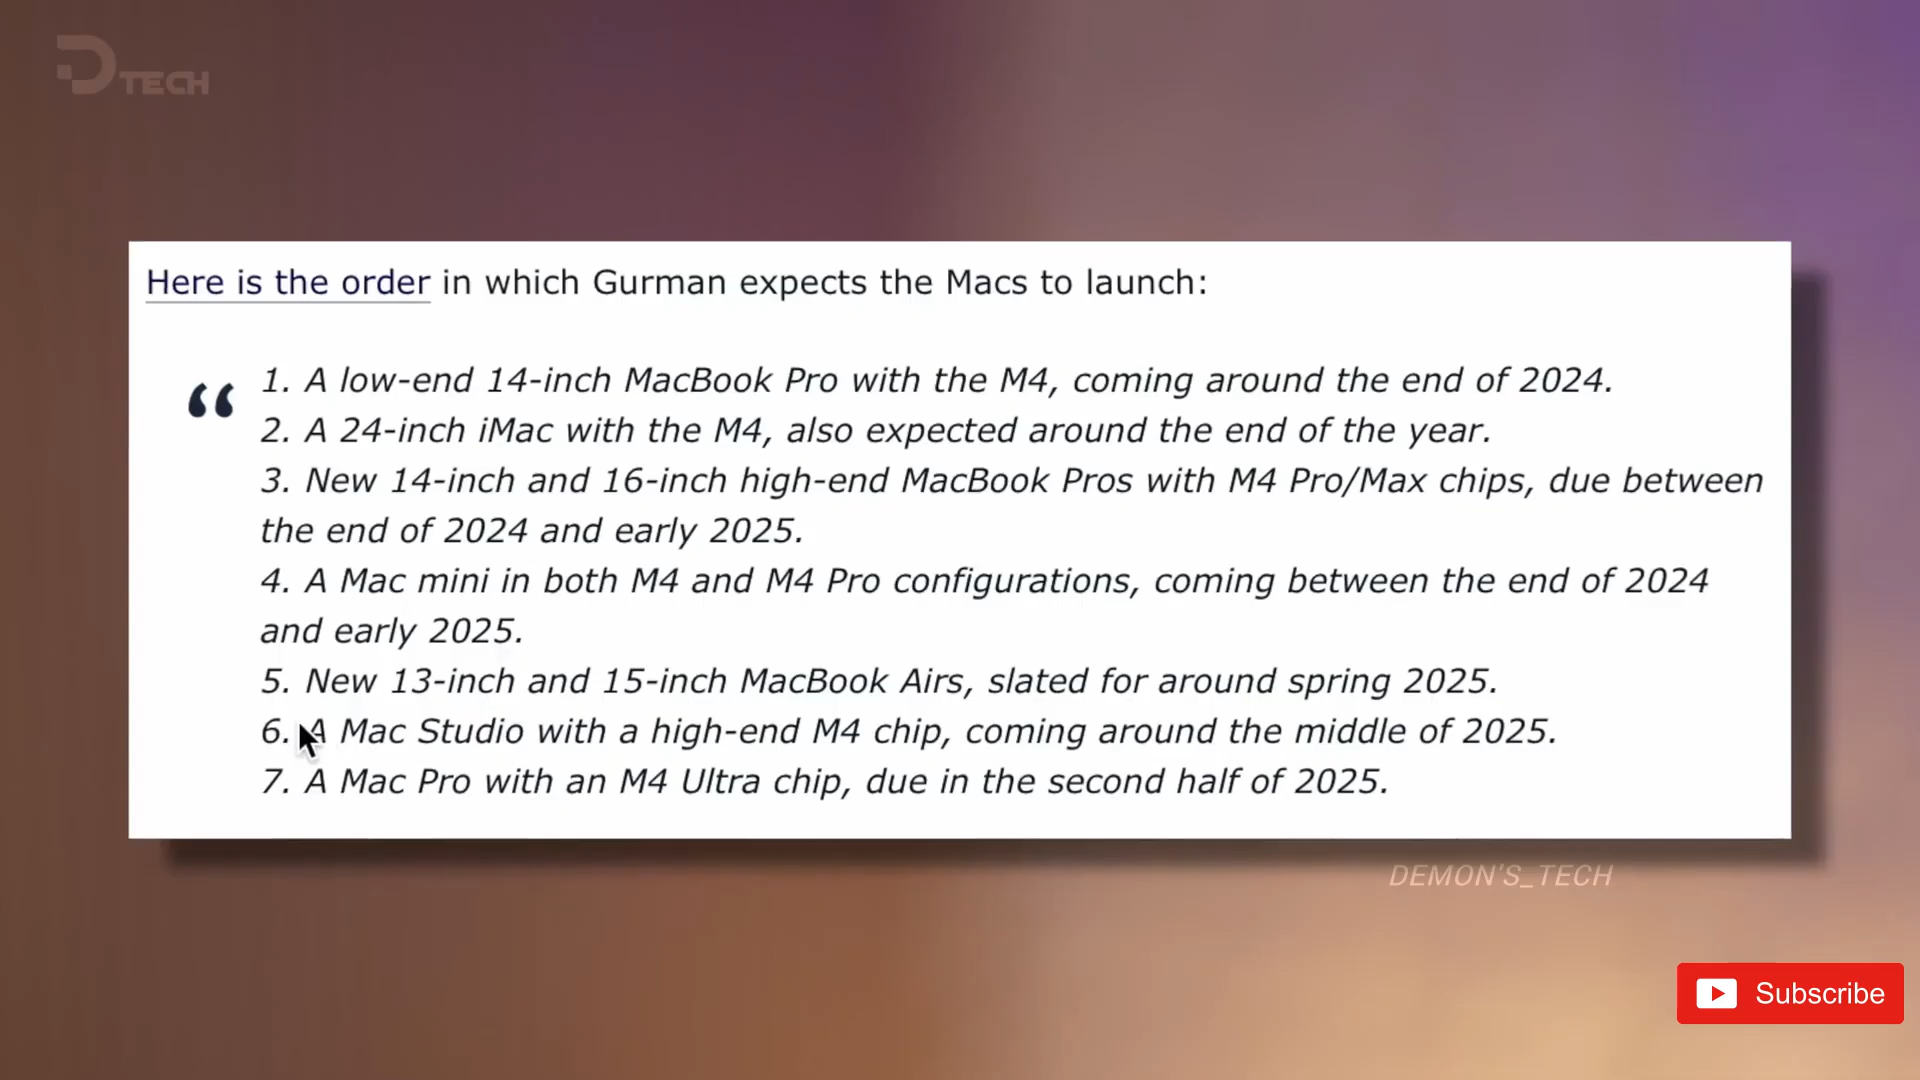 D TECH
Here is the order in which Gurman expects the Macs to launch:
“ 1. A low-end 14-inch MacBook Pro with the M4, coming around the end of 2024.
2. A 24-inch iMac with the M4, also expected around the end of the year.
3. New 14-inch and 16-inch high-end MacBook Pros with M4 Pro/Max chips, due between
the end of 2024 and early 2025.
4. A Mac mini in both M4 and M4 Pro configurations, coming between the end of 2024
and early 2025.
5. New 13-inch and 15-inch MacBook Airs, slated for around spring 2025.
6. A Mac Studio with a high-end M4 chip, coming around the middle of 2025.
7. A Mac Pro with an M4 Ultra chip, due in the second half of 2025.
DEMON'S_TECH
Subscribe